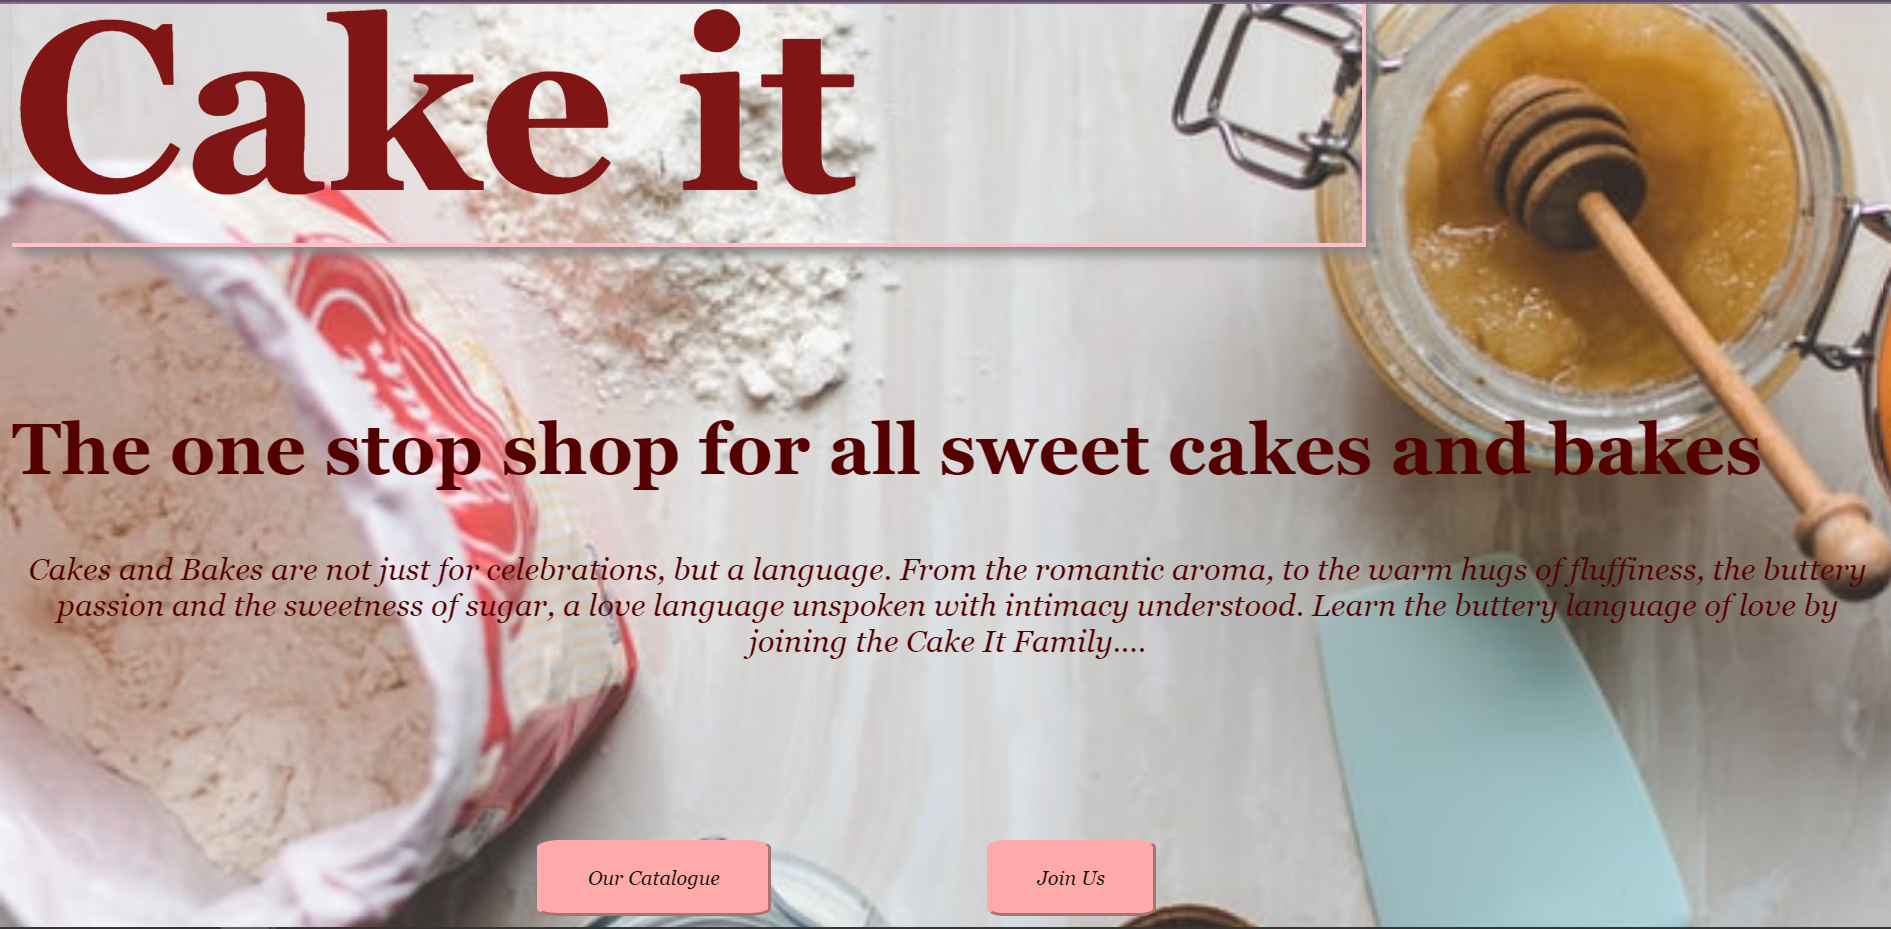 Cake it
The one stop shop for all sweet cakes and bakes
Cakes and Bakes are not just for celebrations, but a language. From the romantic aroma, to the warm hugs of fluffiness, the buttery
passion and the sweetness of sugar, a love language unspoken with intimacy understood. Learn the buttery language of love by
joining the Cake It Family....
Our Catalogue
Join Us